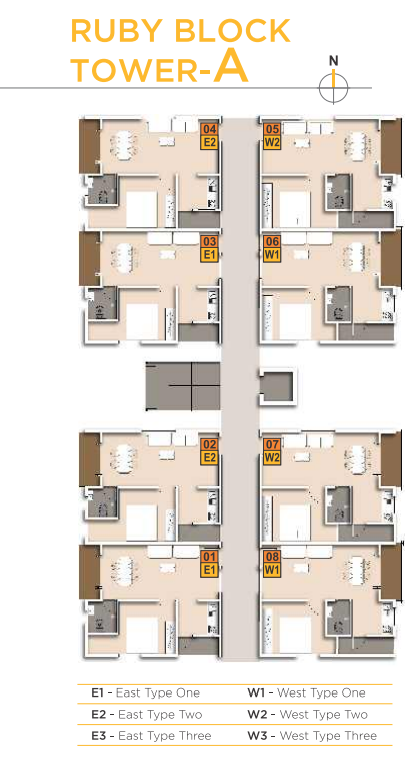 RUBY BLOCK
TOWER-A
N
04 05
E2 W2
03 06
E1 W1
02 07
E2 W2
01 08
E1 W1
E1 - East Type One W1 - West Type One
E2 - East Type Two W2 - West Type Two
E3 - East Type Three W3 - West Type Three